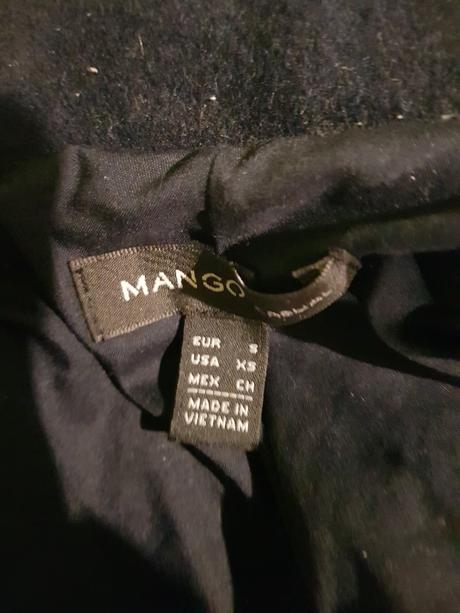 MANGO
EUR S
USA XS
MEX CH
MADE IN
VIETNAM